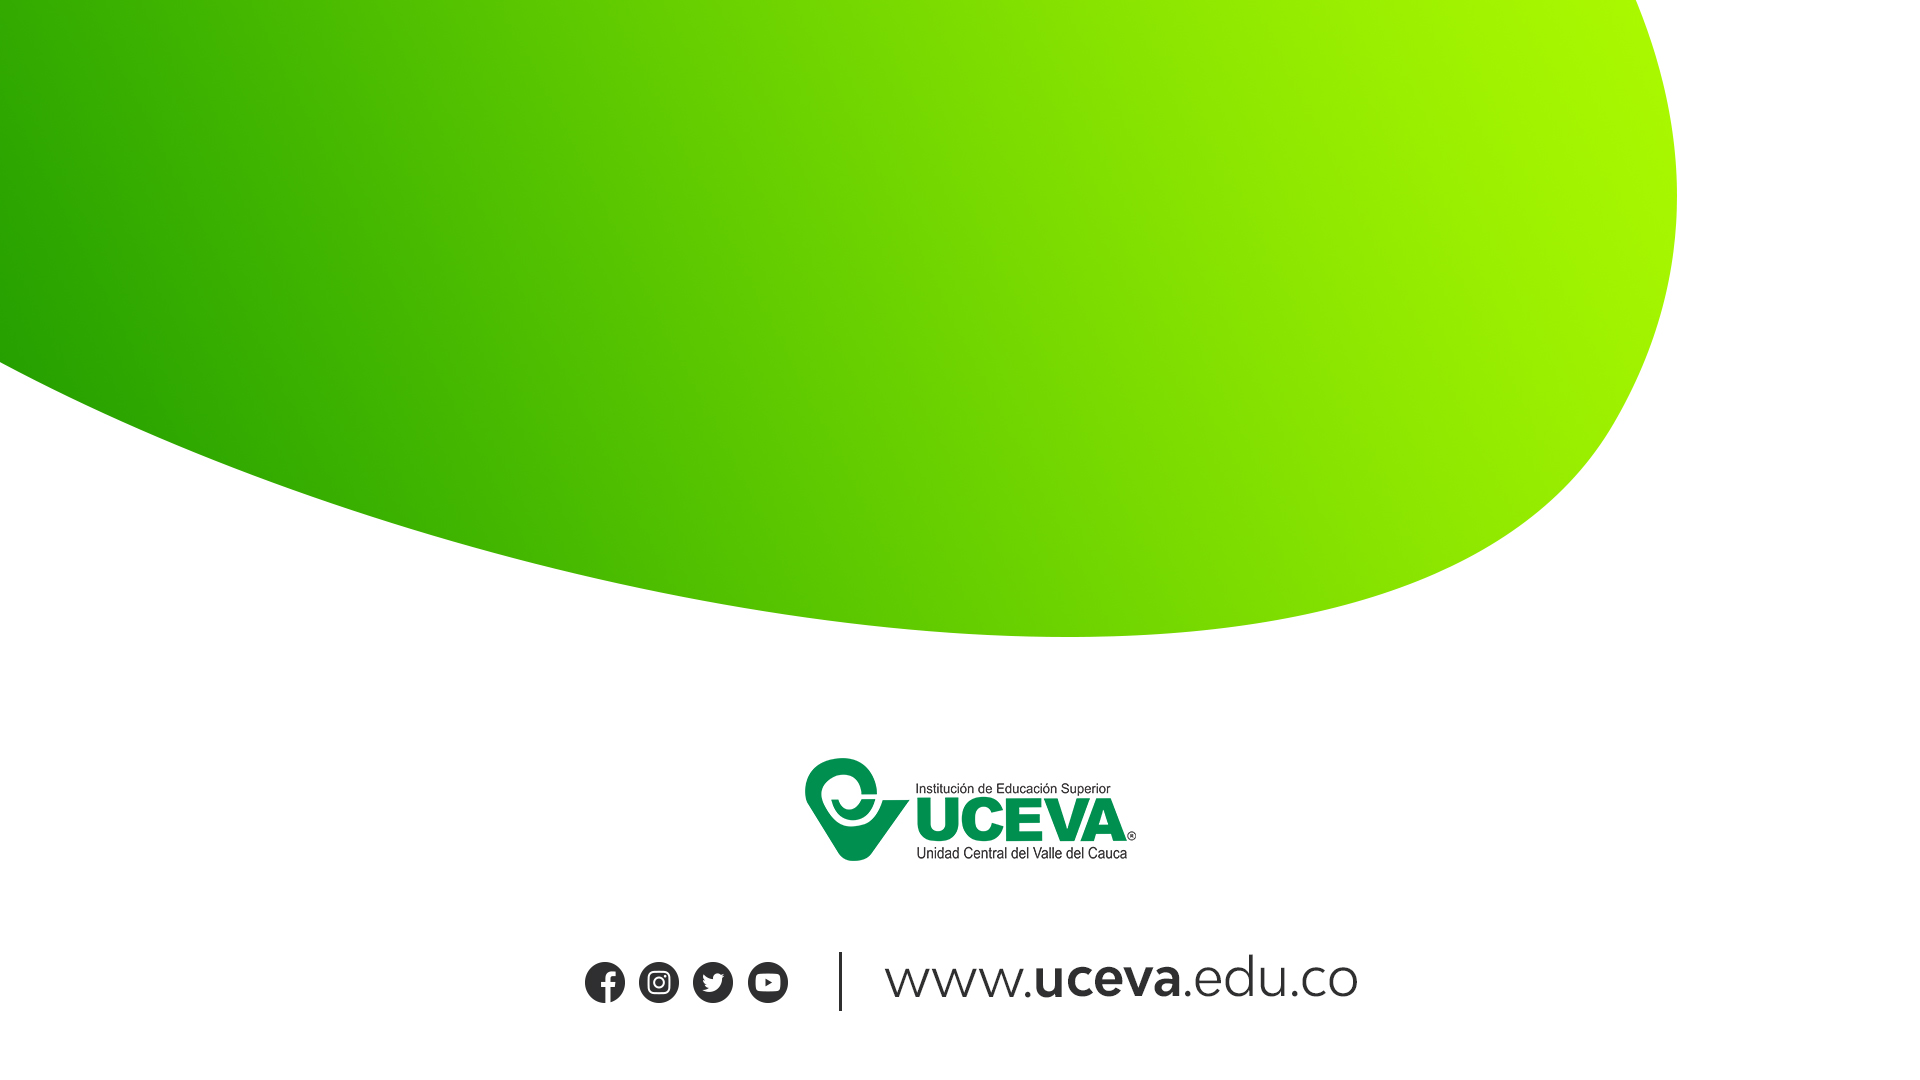 Institución de Educación Superior
UCEVA®
Unidad Central del Valle del Cauca
www.uceva.edu.co